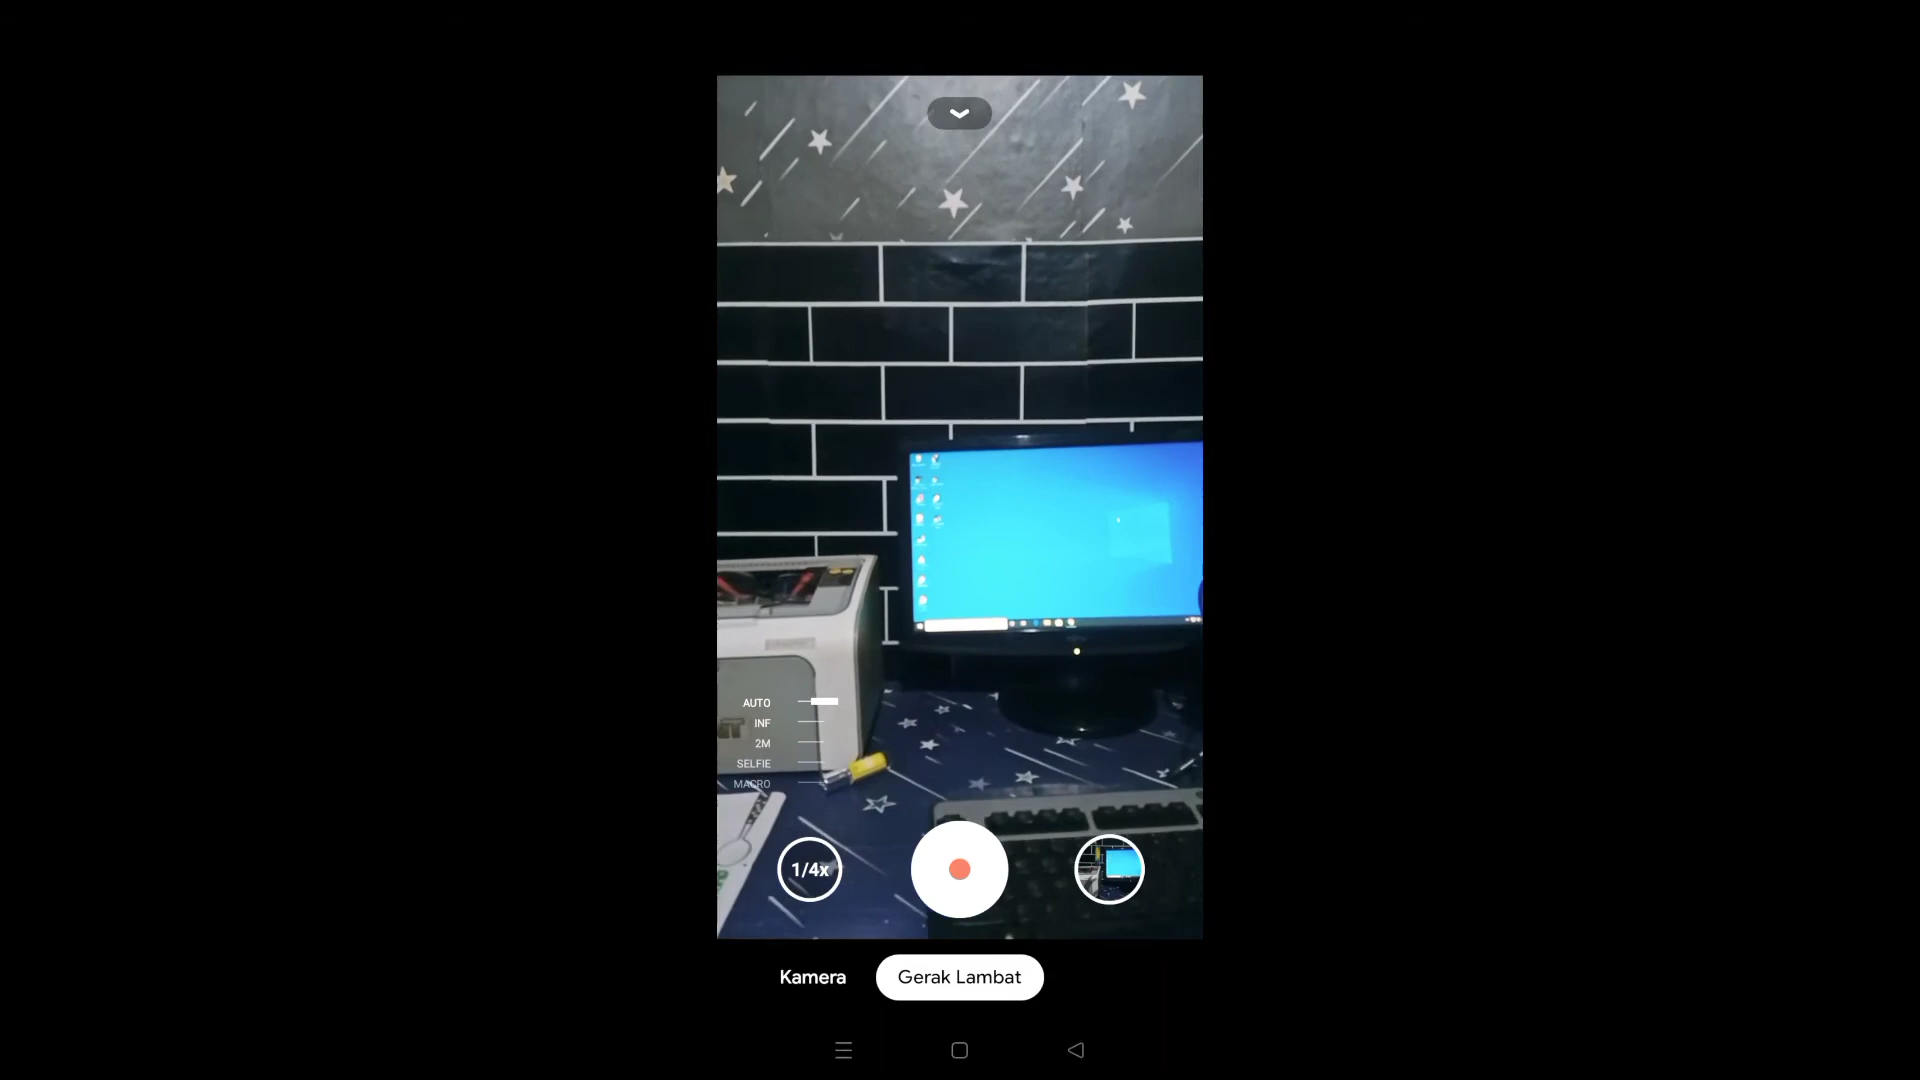 AUTO
INF
2M
SELFIE
MACRO
1/4x
Kamera
Gerak Lambat